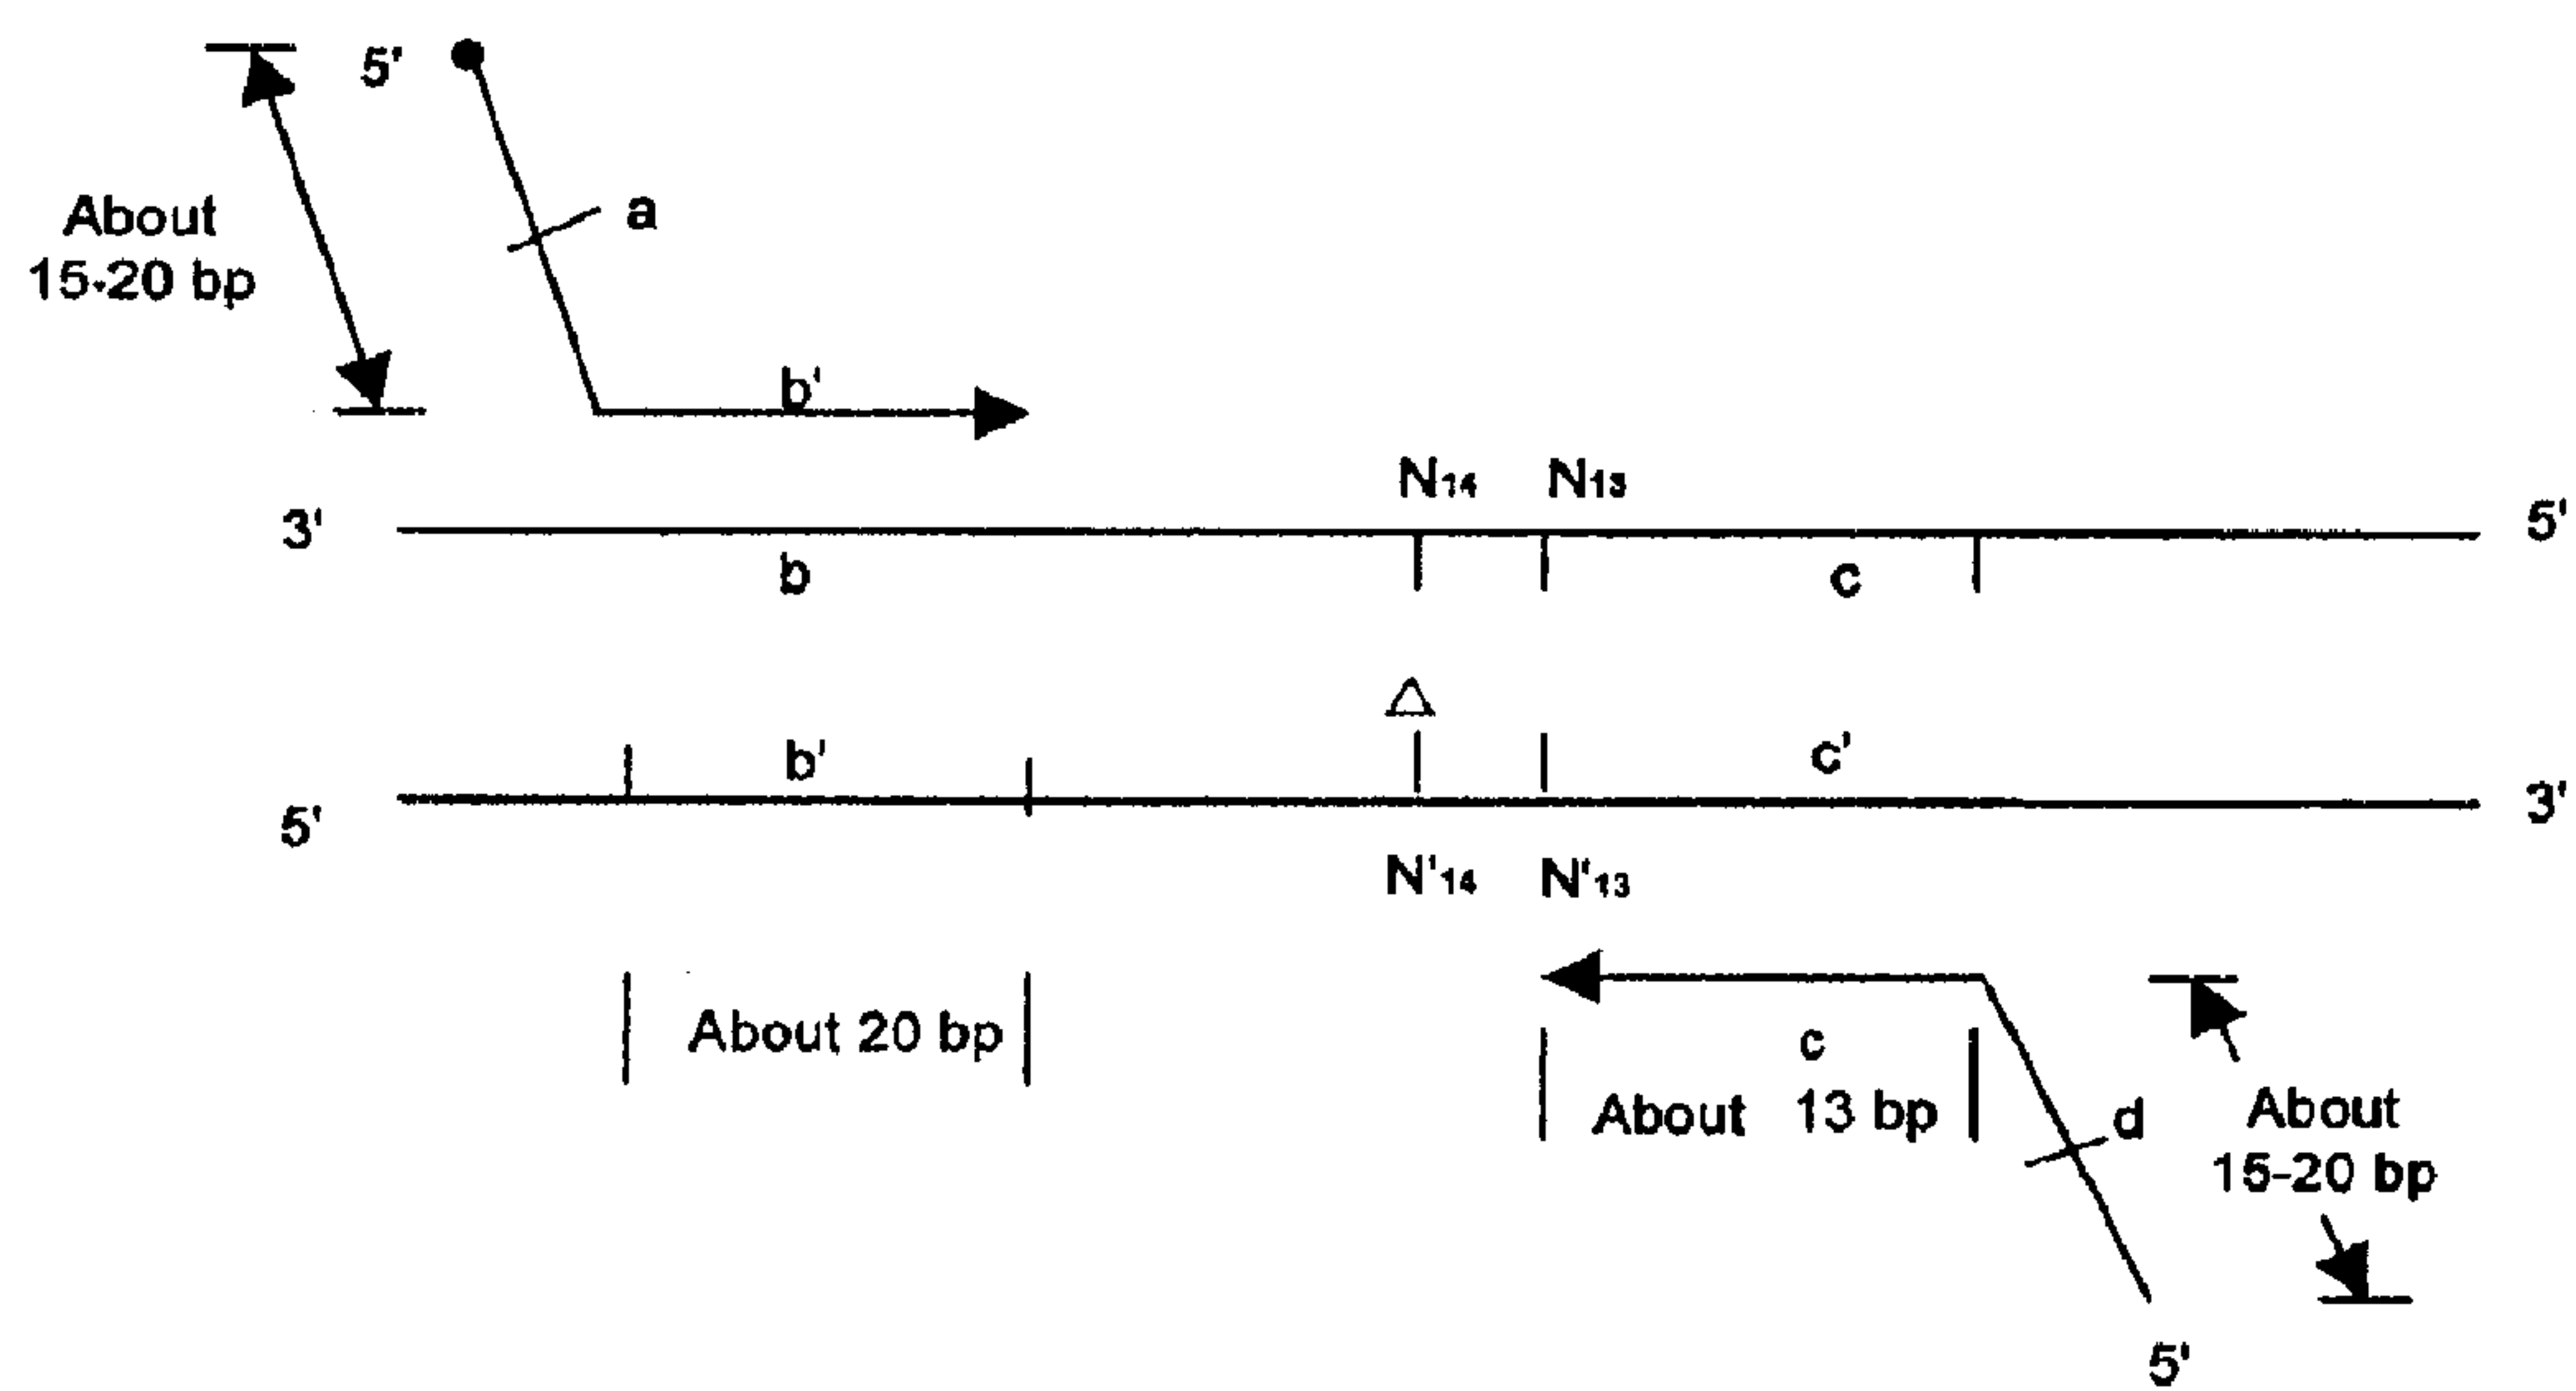 5'
a
About
15-20 bp
b'
N14 N13
3' 5'
b c
b' c'
5' 3'
N'14 N'13
About 20 bp
c
About 13 bp
d
About
15-20 bp
5'